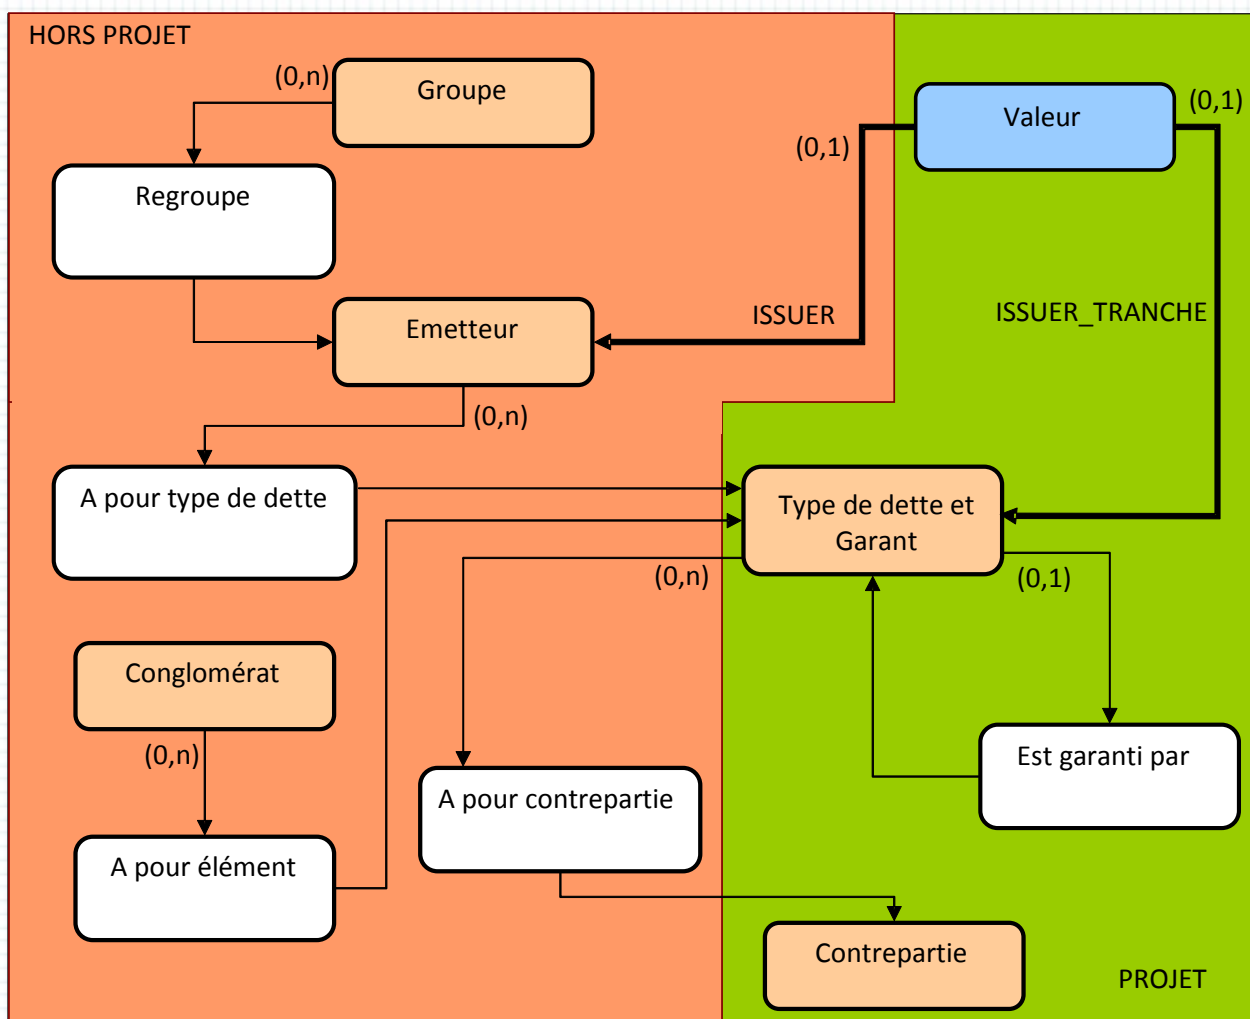 HORS PROJET
(0,n)
Groupe
Valeur
(0,1)
(0,1)
Regroupe
ISSUER
ISSUER_TRANCHE
Emetteur
(0,n)
A pour type de dette
Type de dette et
Garant
(0,n)
(0,1)
Conglomérat
(0,n)
Est garanti par
A pour contrepartie
A pour élément
Contrepartie
PROJET